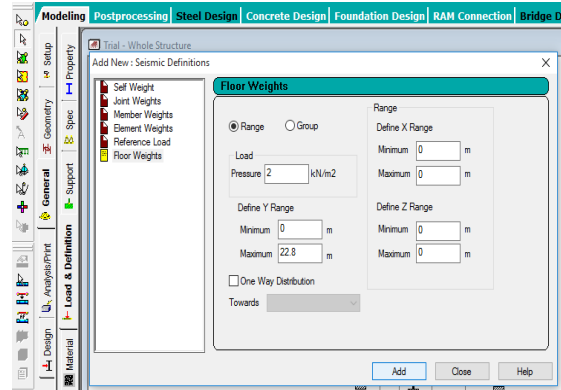 Modeling Postprocessing Steel Design Concrete Design Foundation Design RAM Connection Bridge D
Trial - Whole Structure
Add New : Seismic Definitions
Setup
Geometry
General
Analysis/Print
Design
Property
Spec
Support
Load & Definition
Material
Self Weight
Joint Weights
Member Weights
Element Weights
Reference Load
Floor Weights
Floor Weights
Range Group
Load
Pressure 2 kN/m2
Define Y Range
Minimum 0 m
Maximum 22.8 m
One Way Distribution
Towards
Range
Define X Range
Minimum 0 m
Maximum 0 m
Define Z Range
Minimum 0 m
Maximum 0 m
Add Close Help